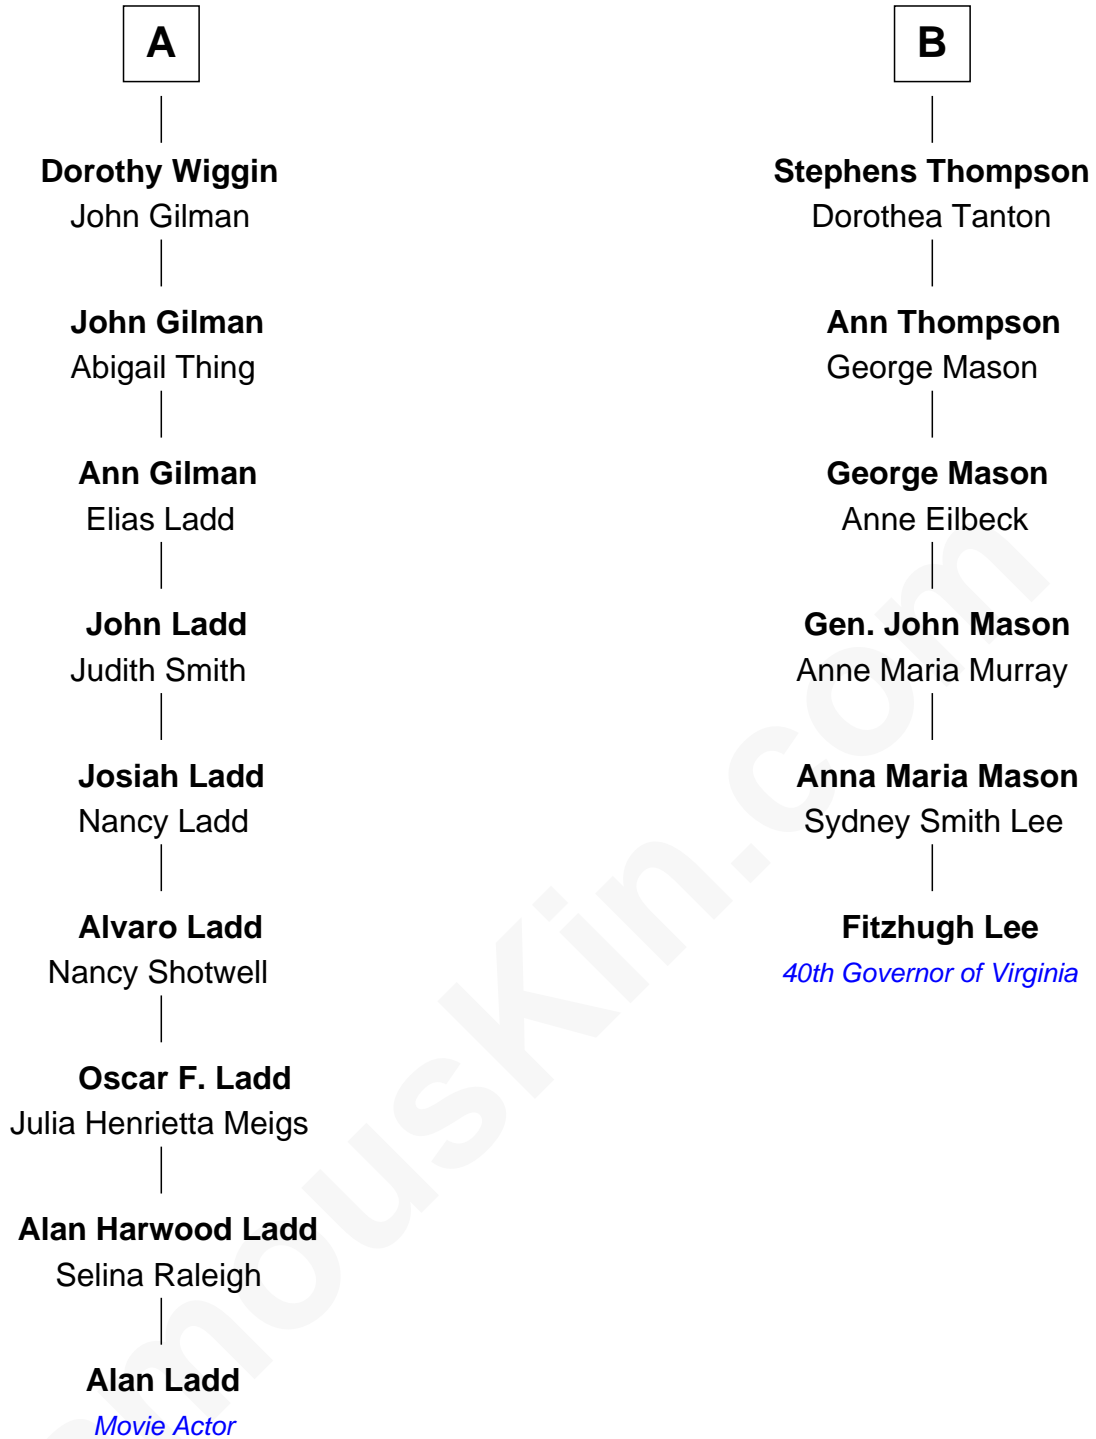 A
Dorothy Wiggin
John Gilman
John Gilman
Abigail Thing
Ann Gilman
Elias Ladd
John Ladd
Judith Smith
Josiah Ladd
Nancy Ladd
Alvaro Ladd
Nancy Shotwell
Oscar F. Ladd
Julia Henrietta Meigs
Alan Harwood Ladd
Selina Raleigh
Alan Ladd
Movie Actor
B
Stephens Thompson
Dorothea Tanton
Ann Thompson
George Mason
George Mason
Anne Eilbeck
Gen. John Mason
Anne Maria Murray
Anna Maria Mason
Sydney Smith Lee
Fitzhugh Lee
40th Governor of Virginia
mouskin.com